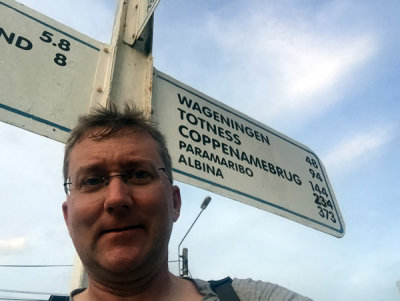 5.8
ND 8
WAGENINGEN 48
TOTNESS 94
COPPENAMEBRUG 144
PARAMARIBO 234
ALBINA 373